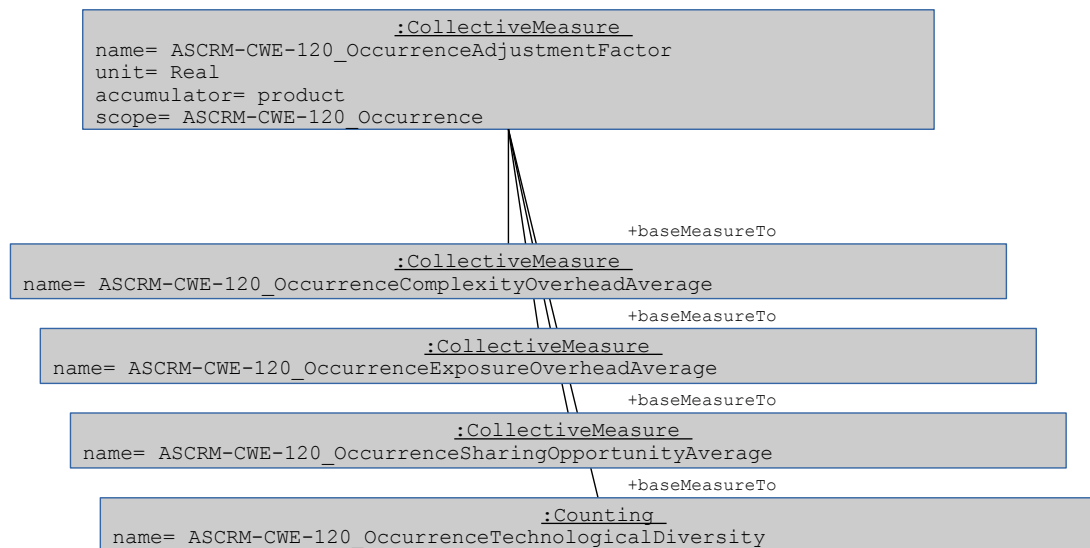 :CollectiveMeasure
name= ASCRM-CWE-120_OccurrenceAdjustmentFactor
unit= Real
accumulator= product
scope= ASCRM-CWE-120_Occurrence
+baseMeasureTo
:CollectiveMeasure
name= ASCRM-CWE-120_OccurrenceComplexityOverheadAverage
+baseMeasureTo
:CollectiveMeasure
name= ASCRM-CWE-120_OccurrenceExposureOverheadAverage
+baseMeasureTo
:CollectiveMeasure
name= ASCRM-CWE-120_OccurrenceSharingOpportunityAverage
+baseMeasureTo
:Counting
name= ASCRM-CWE-120_OccurrenceTechnologicalDiversity